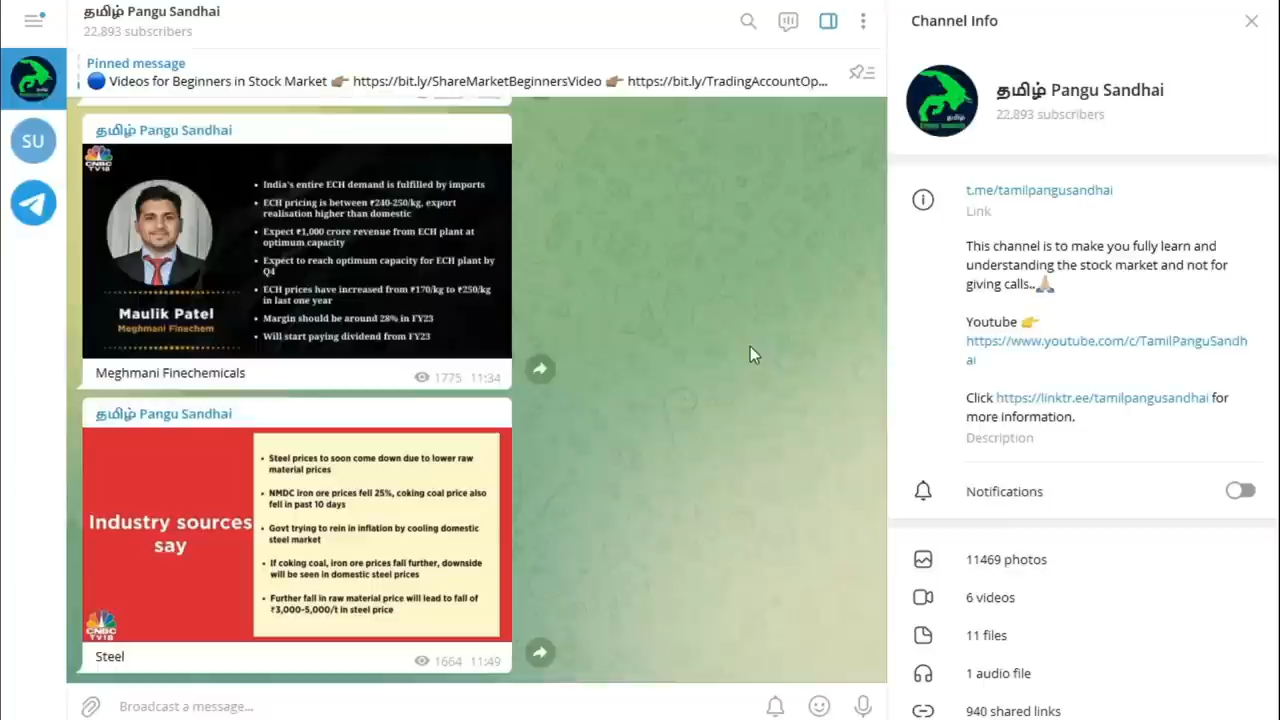 தமிழ் Pangu Sandhai
22,893 subscribers
Pinned message
🔵 Videos for Beginners in Stock Market 👉🏽 https://bit.ly/ShareMarketBeginnersVideo 👉🏽 https://bit.ly/TradingAccountOp...
SU
தமிழ் Pangu Sandhai
CNBC
TV18
• India's entire ECH demand is fulfilled by imports
• ECH pricing is between ₹240-250/kg, export
realisation higher than domestic
• Expect ₹1,000 crore revenue from ECH plant at
optimum capacity
• Expect to reach optimum capacity for ECH plant by
Q4
• ECH prices have increased from ₹170/kg to ₹250/kg
in last one year
• Margin should be around 28% in FY23
• Will start paying dividend from FY23
Maulik Patel
Meghmani Finechem
Meghmani Finechemicals
1775 11:34
தமிழ் Pangu Sandhai
Industry sources
say
• Steel prices to soon come down due to lower raw
material prices
• NMDC iron ore prices fell 25%, coking coal price also
fell in past 10 days
• Govt trying to rein in inflation by cooling domestic
steel market
• If coking coal, iron ore prices fall further, downside
will be seen in domestic steel prices
• Further fall in raw material price will lead to fall of
₹3,000-5,000/t in steel price
CNBC
TV18
Steel
1664 11:49
Broadcast a message...
Channel Info
தமிழ் Pangu Sandhai
22,893 subscribers
t.me/tamilpangusandhai
Link
This channel is to make you fully learn and
understanding the stock market and not for
giving calls..🙏🏼
Youtube 👉
https://www.youtube.com/c/TamilPanguSandh
ai
Click https://linktr.ee/tamilpangusandhai for
more information.
Description
Notifications
11469 photos
6 videos
11 files
1 audio file
940 shared links